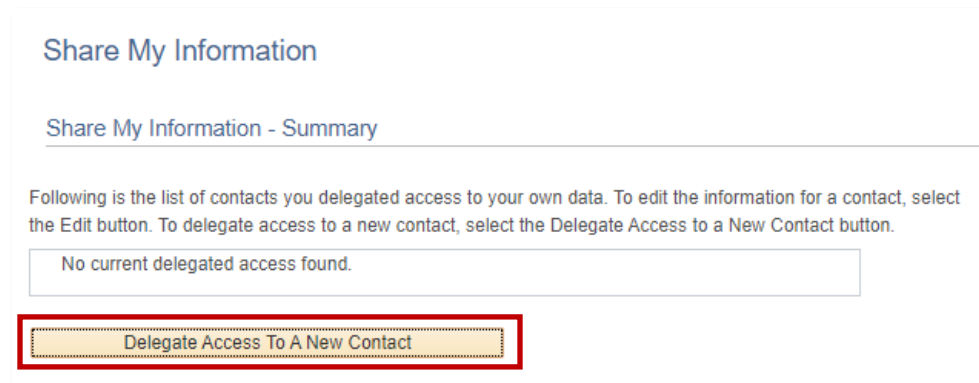 Share My Information
Share My Information - Summary
Following is the list of contacts you delegated access to your own data. To edit the information for a contact, select
the Edit button. To delegate access to a new contact, select the Delegate Access to a New Contact button.
No current delegated access found.
Delegate Access To A New Contact